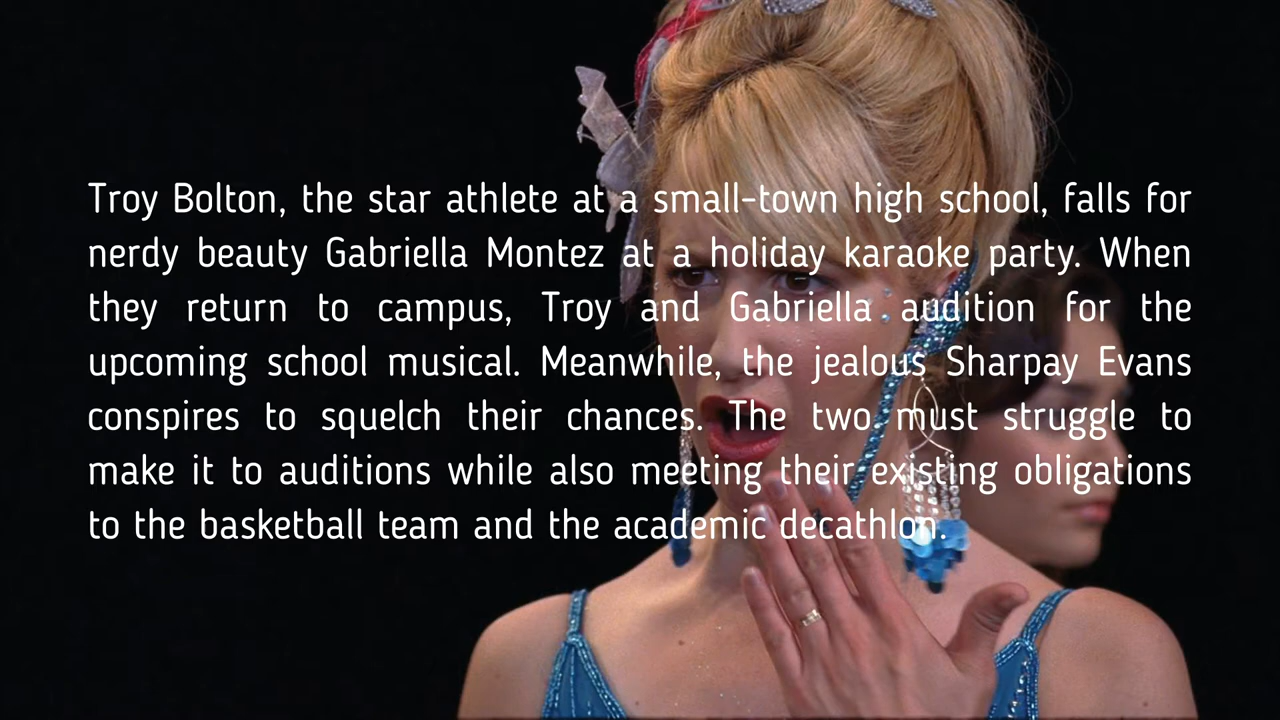 Troy Bolton, the star athlete at a small-town high school, falls for
nerdy beauty Gabriella Montez at a holiday karaoke party. When
they return to campus, Troy and Gabriella audition for the
upcoming school musical. Meanwhile, the jealous Sharpay Evans
conspires to squelch their chances. The two must struggle to
make it to auditions while also meeting their existing obligations
to the basketball team and the academic decathlon.